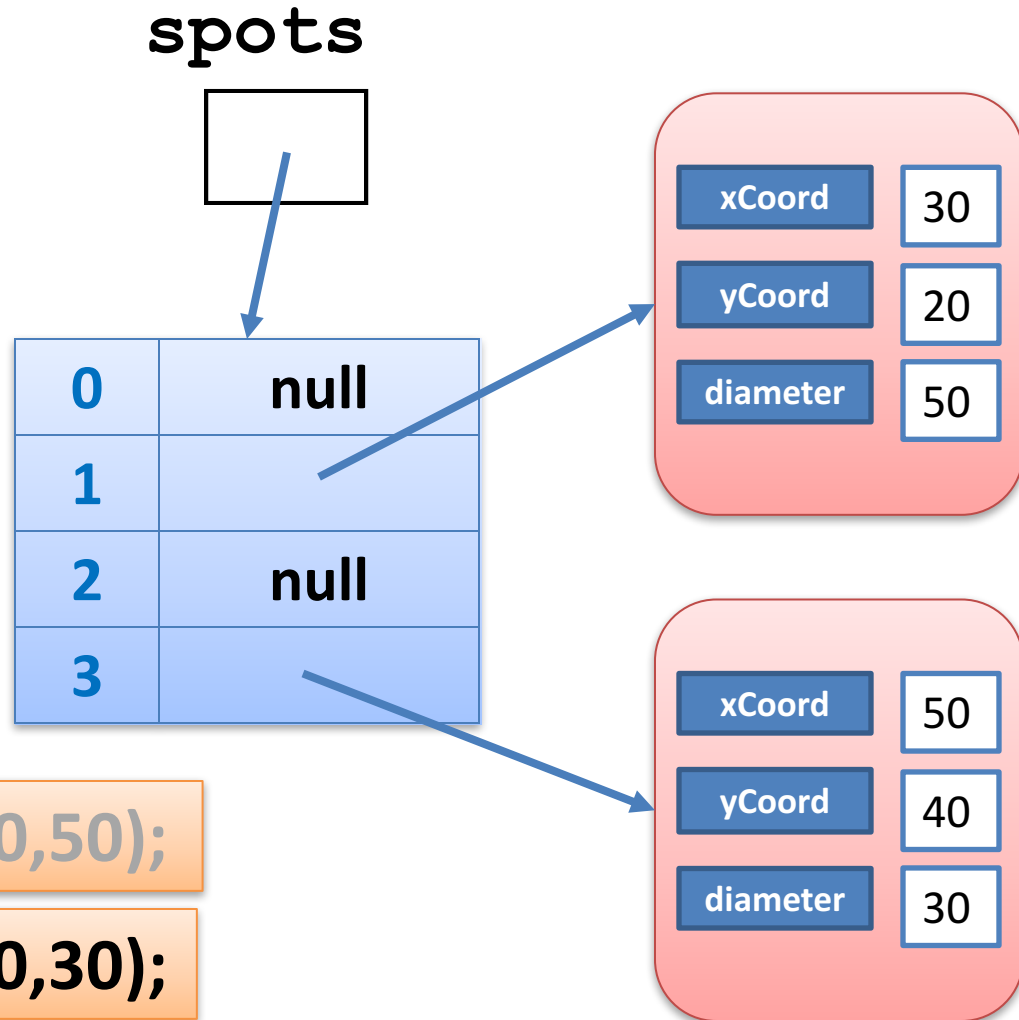 spots
0 null
1
2 null
3
xCoord 30
yCoord 20
diameter 50
xCoord 50
yCoord 40
diameter 30
0,50);
0,30);